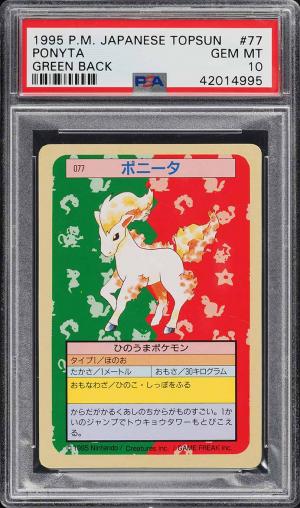 1995 P.M. JAPANESE TOPSUN #77
PONYTA GEM MT
GREEN BACK 10
PSA 42014995
077 ポニータ
ひのうまポケモン
タイプ1/ほのお
たかさ/1メートル おもさ/30キログラム
おもなわざ/ひのこ・しっぽをふる
からだがかるくあしのちからがものすごい。1か
いのジャンプでトウキョウタワーもとびこえ
る。
©1995 Nintendo/Creatures inc./GAME FREAK inc.